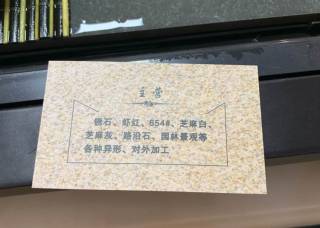 主营
锈石、虾红、654#、芝麻白、
芝麻灰、路沿石、园林景观等
各种异形、对外加工